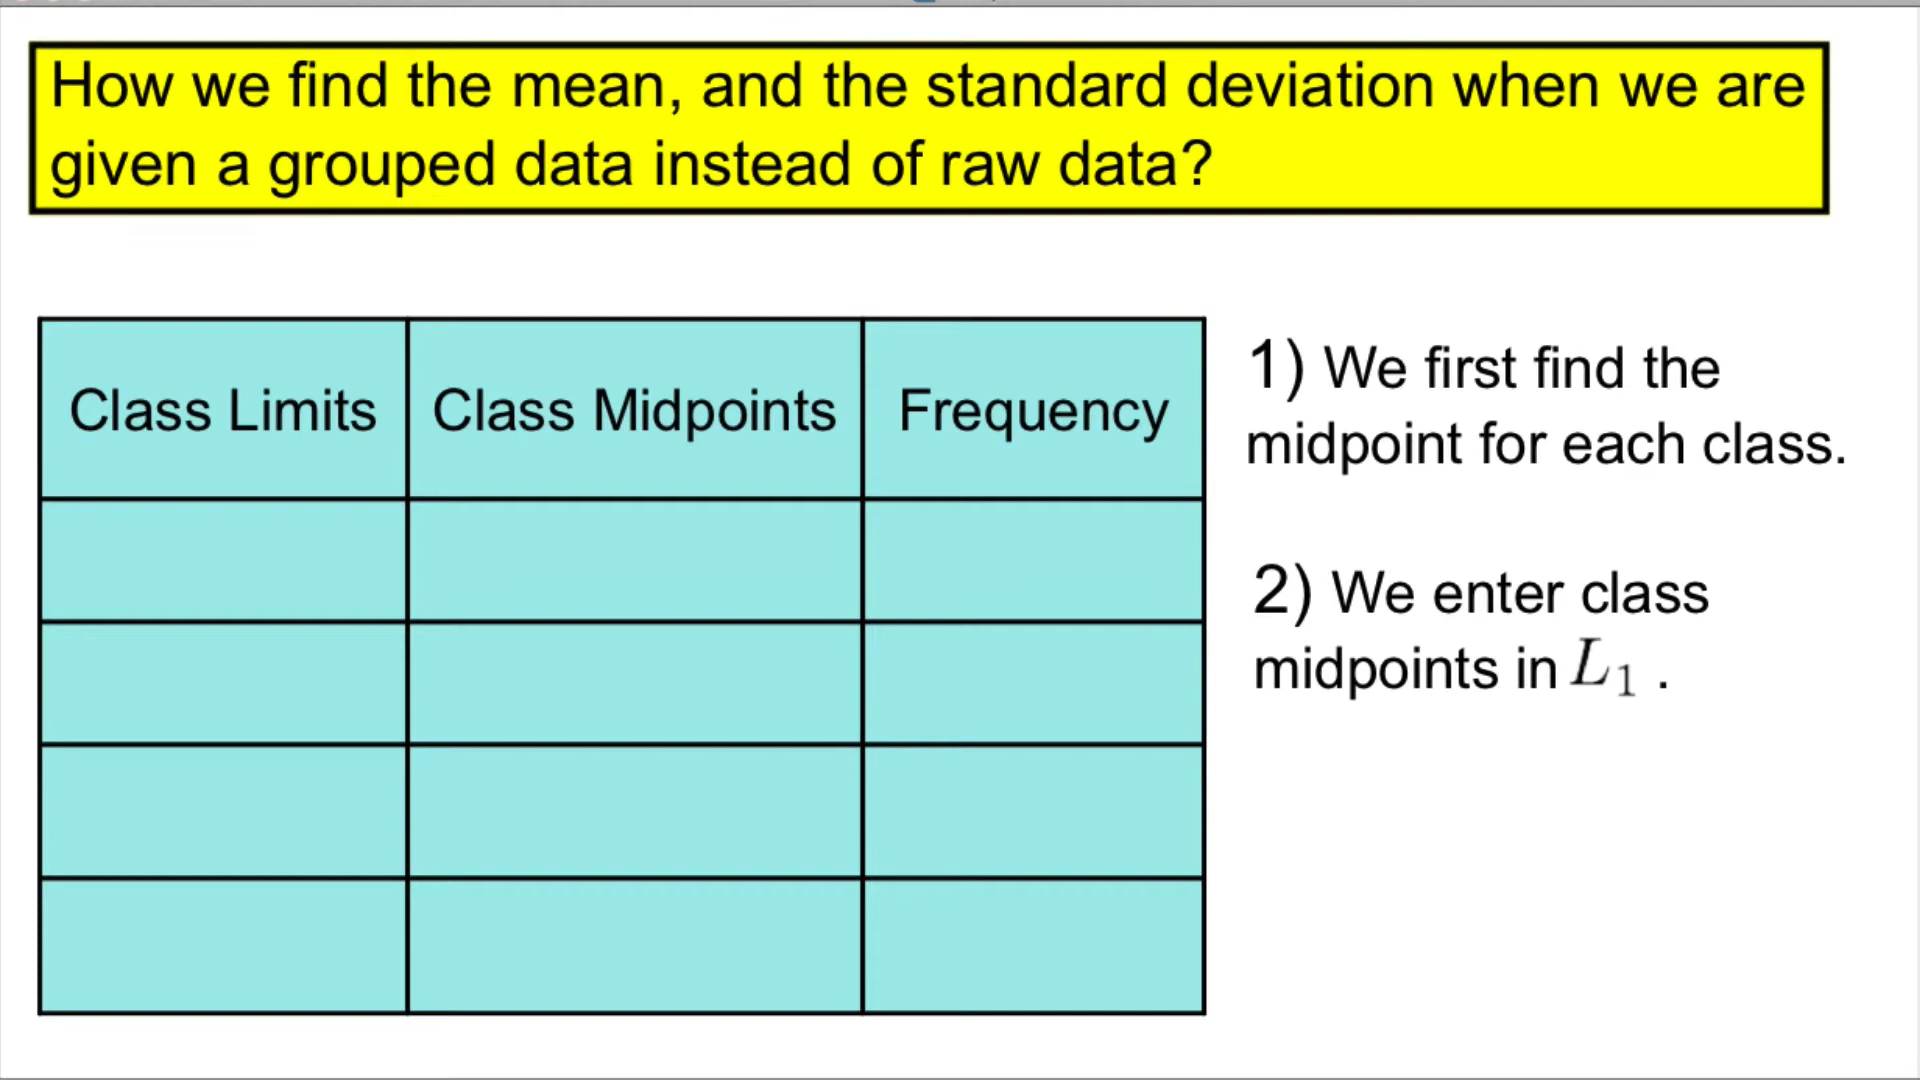 How we find the mean, and the standard deviation when we are
given a grouped data instead of raw data?
Class Limits Class Midpoints Frequency
1) We first find the
midpoint for each class.
2) We enter class
midpoints in L₁ .